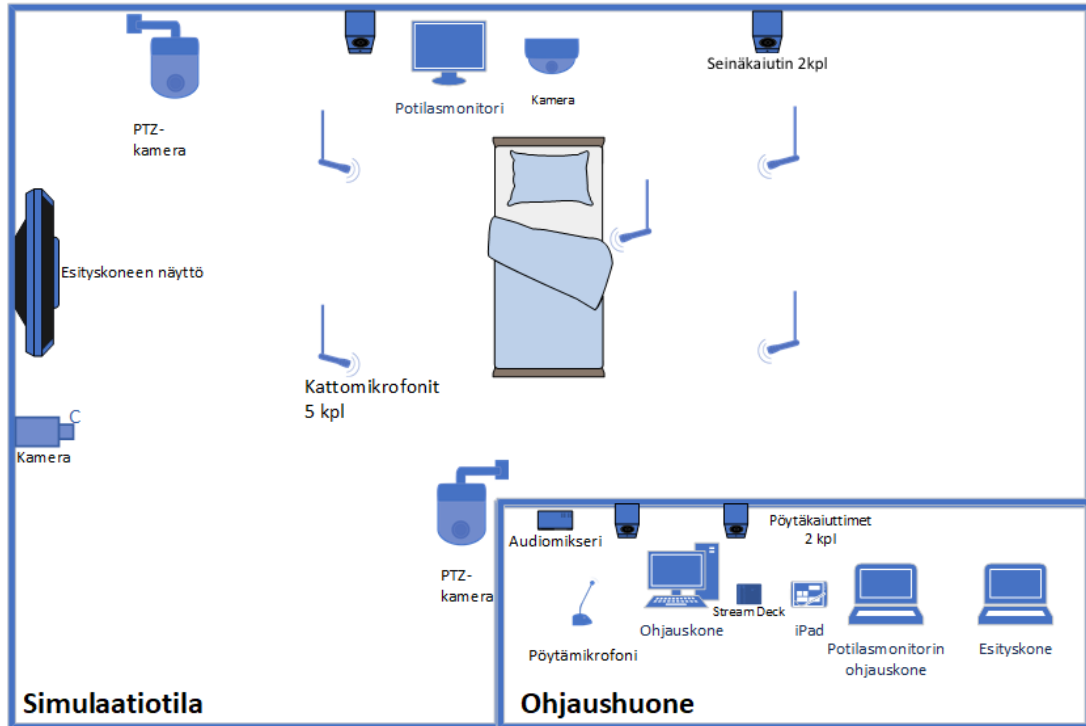 Seinäkaiutin 2kpl
Potilasmonitori
Kamera
PTZ-
kamera
Esityskoneen näyttö
Kattomikrofonit
5 kpl
C
Kamera
PTZ-
kamera
Simulaatiotila
Audiomikseri
Pöytäkaiuttimet
2 kpl
Pöytämikrofoni
Ohjauskone
Stream Deck
iPad
Potilasmonitorin
ohjauskone
Esityskone
Ohjaushuone